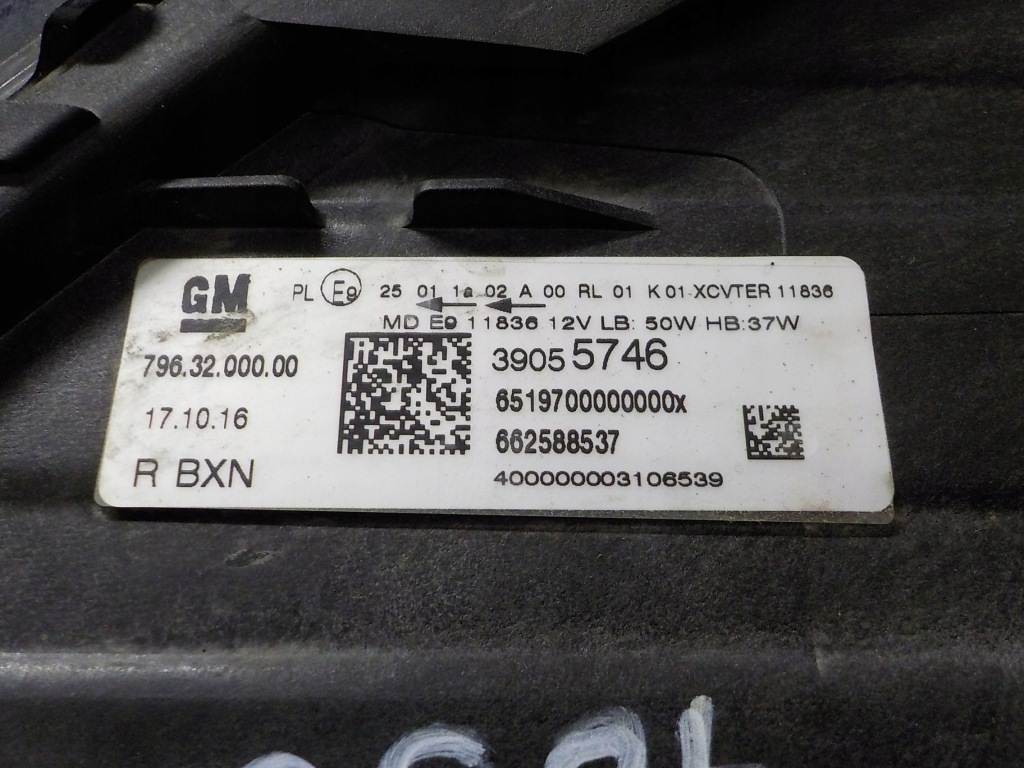 GM
PL E9 25 01 1a 02 A 00 RL 01 K 01 XCVTER 11836
MD E9 11836 12V LB: 50W HB:37W
796.32.000.00
39055746
6519700000000x
17.10.16
662588537
R BXN
400000003106539